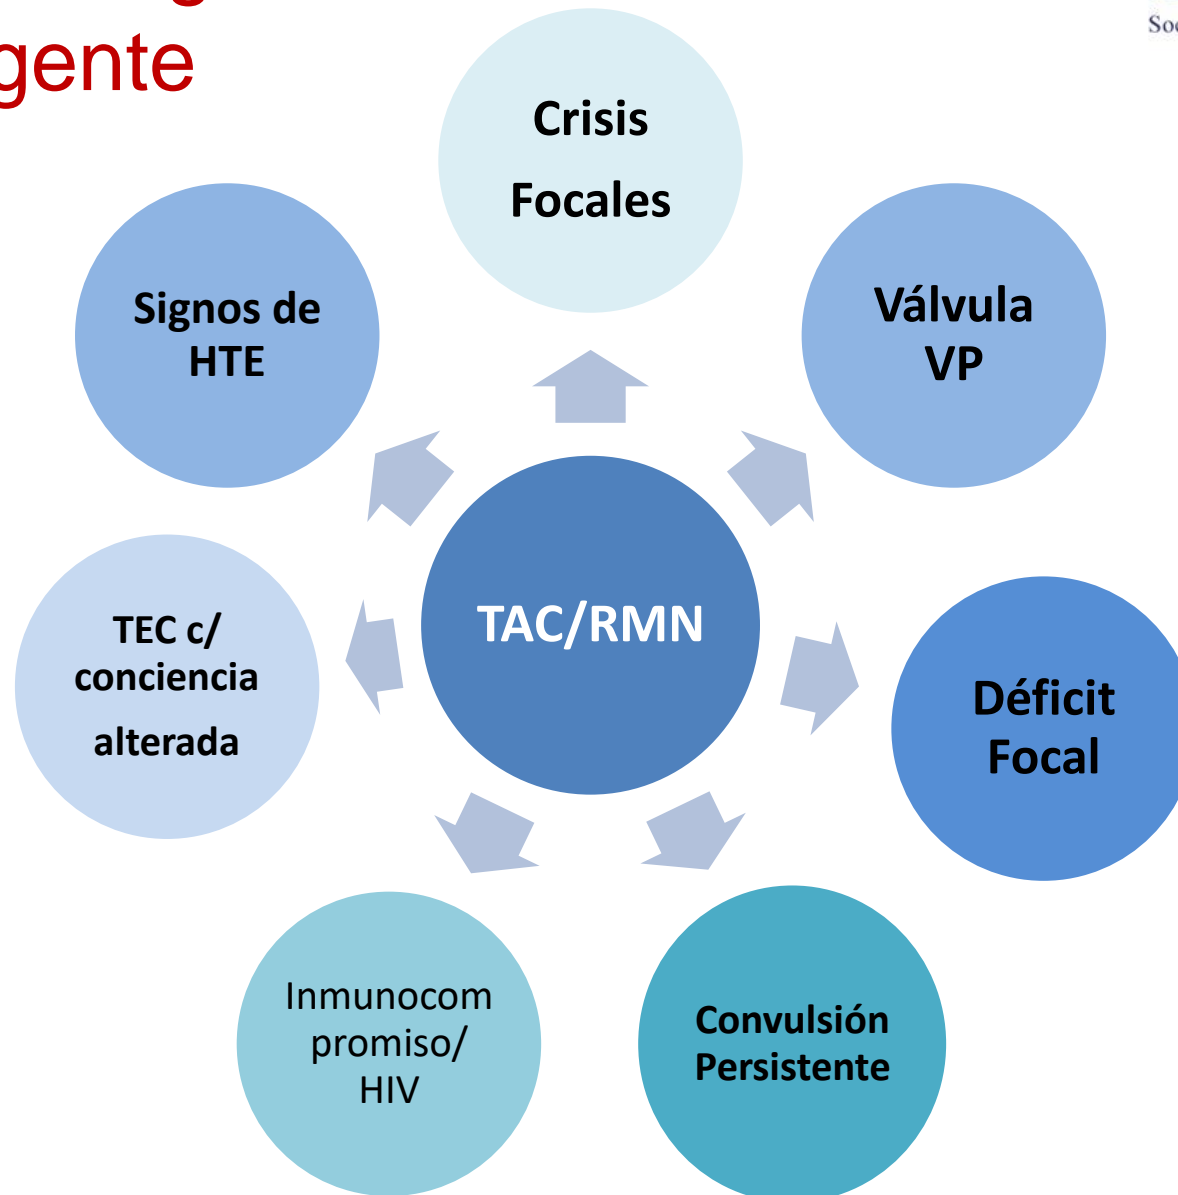 gente
Soc
Crisis
Focales
Signos de
HTE
Válvula
VP
TEC c/
conciencia
alterada
TAC/RMN
Déficit
Focal
Inmunocom
promiso/
HIV
Convulsión
Persistente